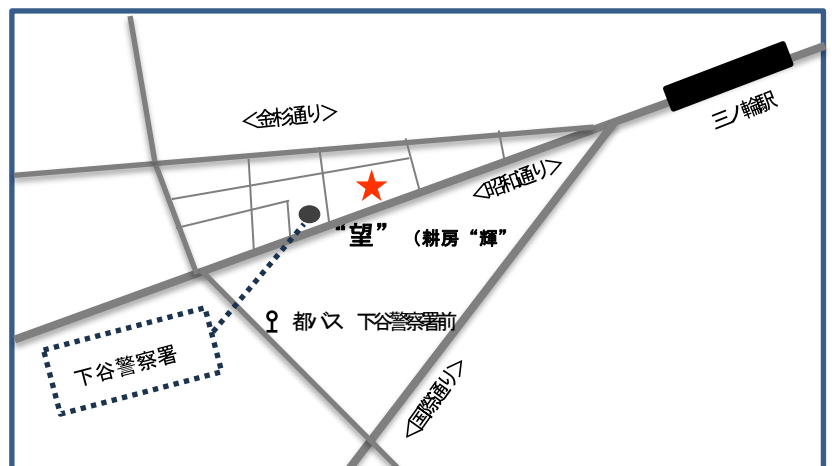 ＜金杉通り＞
三ノ輪駅
＜昭和通り＞
“望” （耕房“輝”
都バス 下谷警察署前
下谷警察署
＜国際通り＞